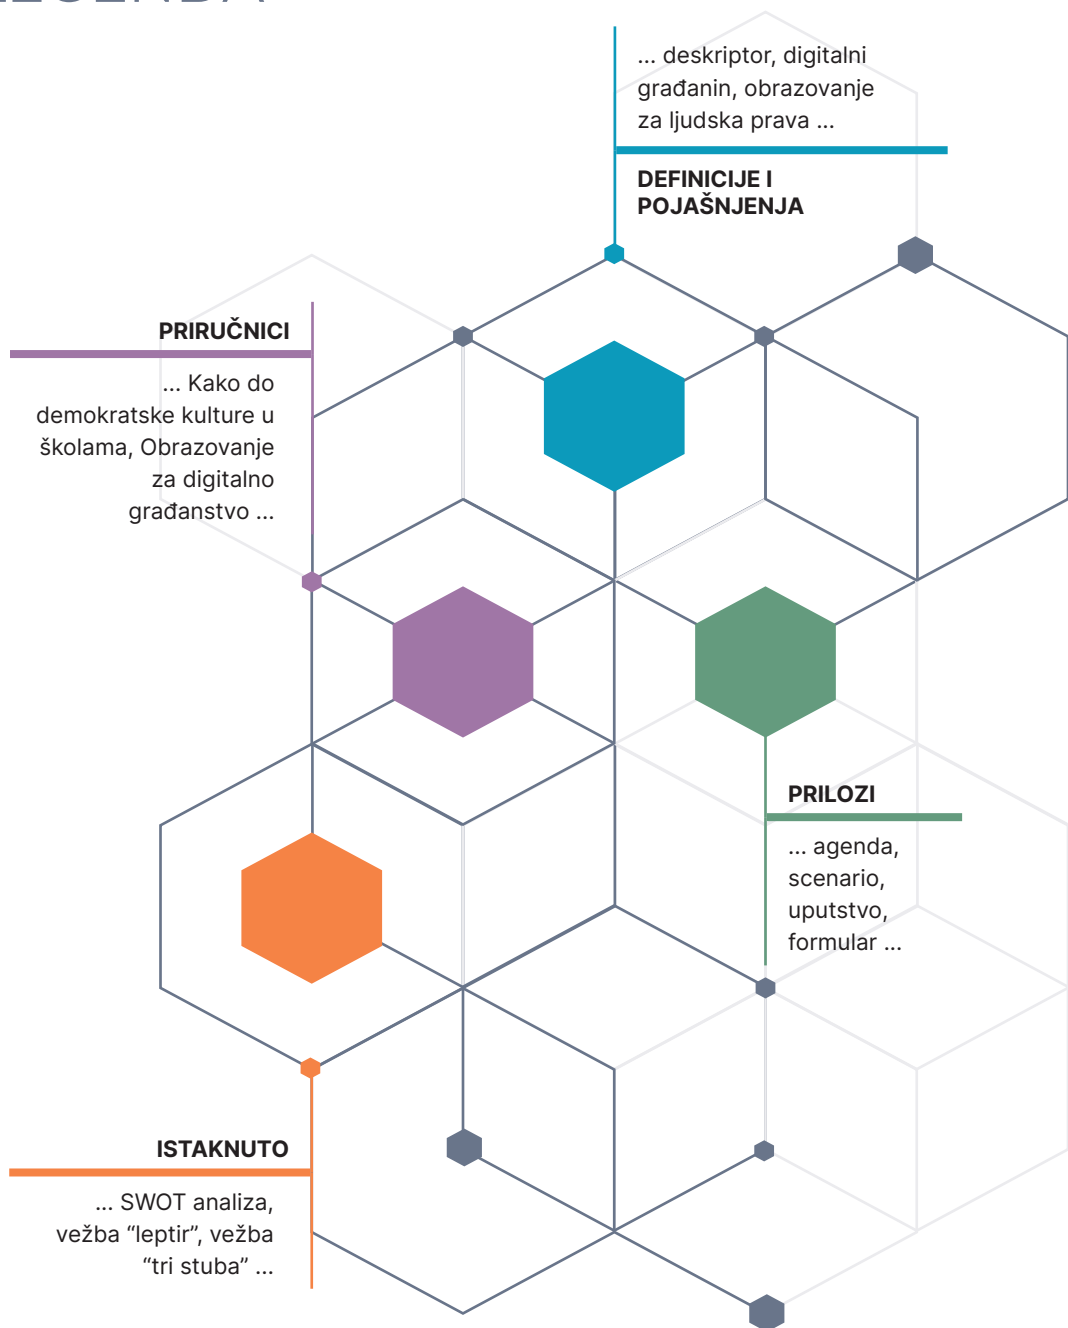 ... deskriptor, digitalni
građanin, obrazovanje
za ljudska prava ...
DEFINICIJE I
POJAŠNJENJA
PRIRUČNICI
... Kako do
demokratske kulture u
školama, Obrazovanje
za digitalno
građanstvo ...
PRILOZI
... agenda,
scenario,
uputstvo,
formular ...
ISTAKNUTO
... SWOT analiza,
vežba “leptir”, vežba
“tri stuba” ...